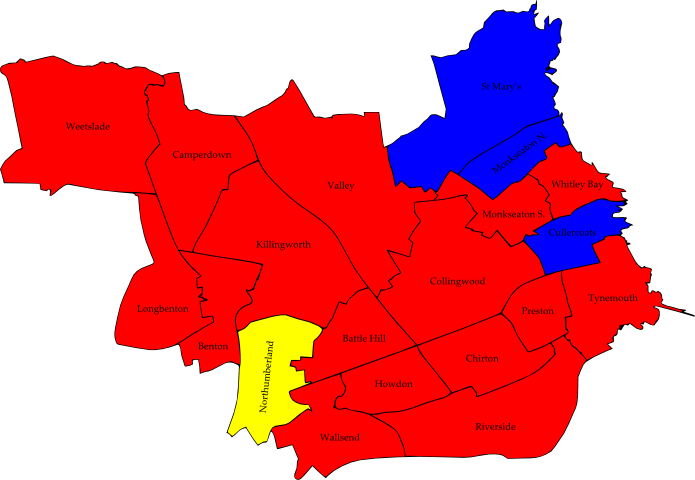 St Mary's
Weetslade
Monkseaton N.
Camperdown
Valley
Whitley Bay
Monkseaton S.
Cullercoats
Killingworth
Collingwood
Tynemouth
Longbenton
Preston
Benton
Battle Hill
Chirton
Northumberland
Howdon
Riverside
Wallsend